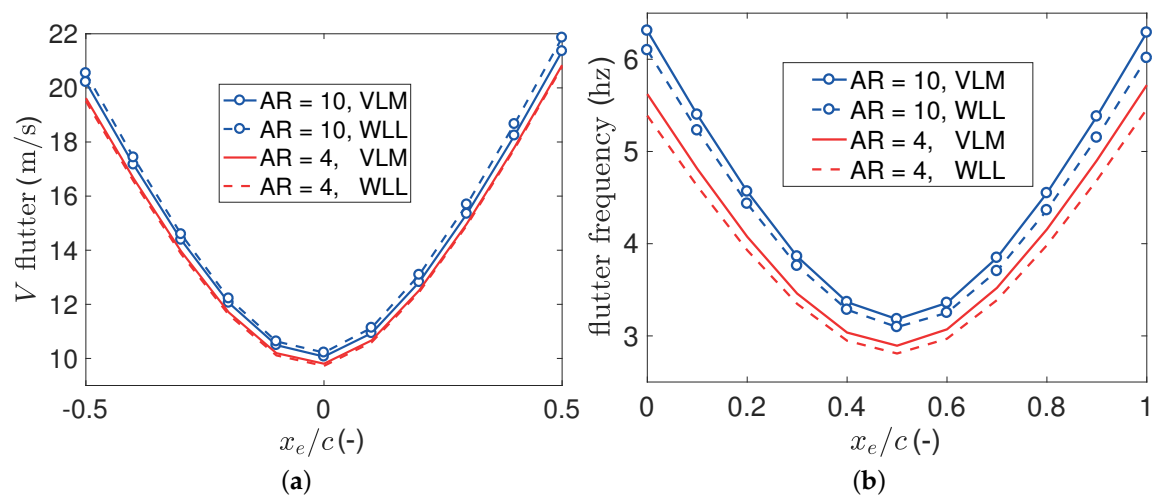 22
20
18
16
14
12
10
V flutter (m/s)
AR = 10, VLM
AR = 10, WLL
AR = 4, VLM
AR = 4, WLL
-0.5
0
0.5
x_e/c (-)
(a)
6
5
4
3
flutter frequency (hz)
AR = 10, VLM
AR = 10, WLL
AR = 4, VLM
AR = 4, WLL
0
0.2
0.4
0.6
0.8
1
x_e/c (-)
(b)